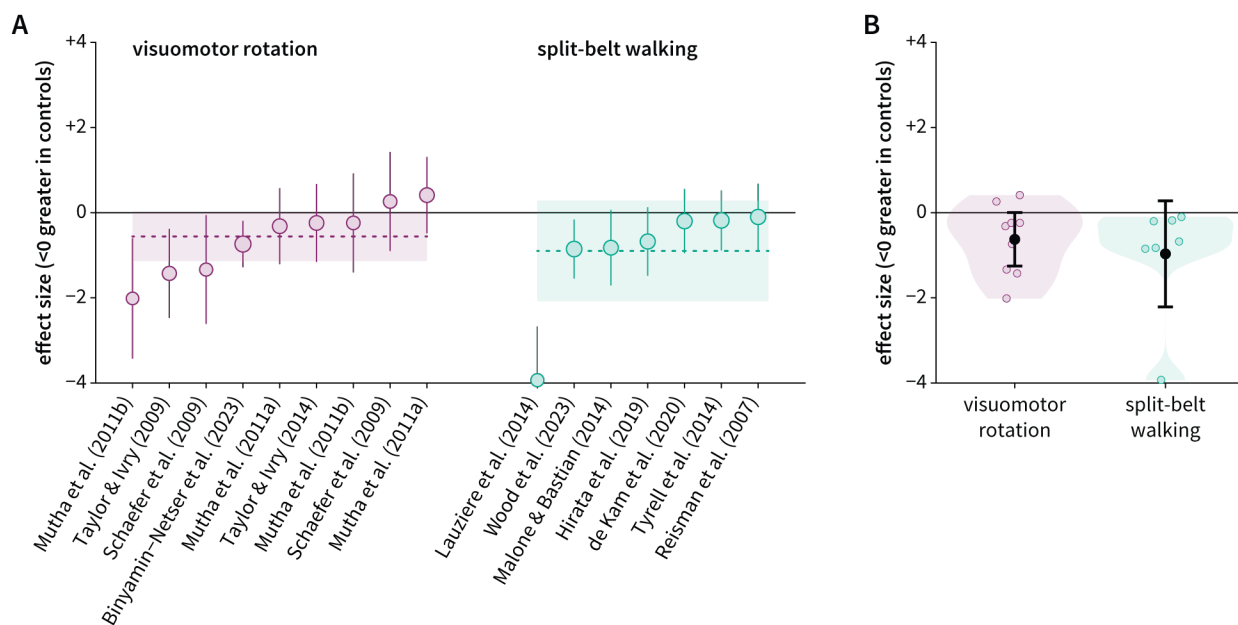 A
effect size (<0 greater in controls)
+4
+2
0
−2
−4
visuomotor rotation
split-belt walking
Mutha et al. (2011b)
Taylor & Ivry (2009)
Schaefer et al. (2009)
Binyamin−Netser et al. (2023)
Mutha et al. (2011a)
Taylor & Ivry (2014)
Mutha et al. (2011b)
Schaefer et al. (2009)
Mutha et al. (2011a)
Lauziere et al. (2014)
Wood et al. (2023)
Malone & Bastian (2014)
Hirata et al. (2019)
de Kam et al. (2020)
Tyrell et al. (2014)
Reisman et al. (2007)
B
effect size (<0 greater in controls)
+4
+2
0
−2
−4
visuomotor
rotation
split-belt
walking